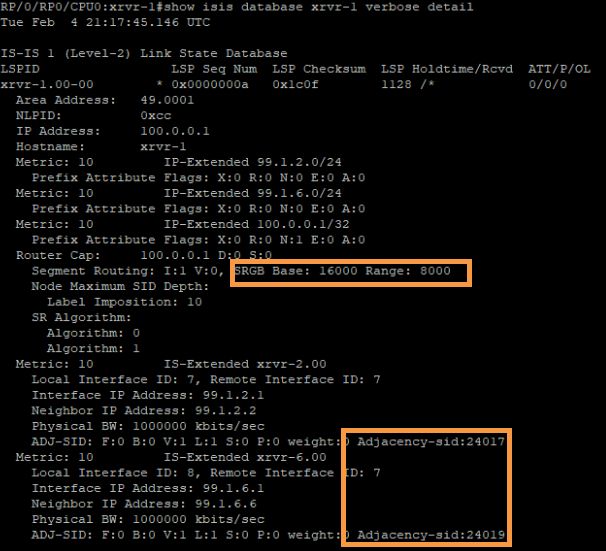 RP/0/RP0/CPU0:xrvr-1#show isis database xrvr-1 verbose detail
Tue Feb  4 21:17:45.146 UTC
IS-IS 1 (Level-2) Link State Database
LSPID                 LSP Seq Num  LSP Checksum  LSP Holdtime/Rcvd  ATT/P/OL
xrvr-1.00-00        * 0x0000000a   0x1c0f        1128 /*            0/0/0
  Area Address:   49.0001
  NLPID:          0xcc
  IP Address:     100.0.0.1
  Hostname:       xrvr-1
  Metric: 10         IP-Extended 99.1.2.0/24
    Prefix Attribute Flags: X:0 R:0 N:0 E:0 A:0
  Metric: 10         IP-Extended 99.1.6.0/24
    Prefix Attribute Flags: X:0 R:0 N:0 E:0 A:0
  Metric: 10         IP-Extended 100.0.0.1/32
    Prefix Attribute Flags: X:0 R:0 N:1 E:0 A:0
  Router Cap:     100.0.0.1 D:0 S:0
    Segment Routing: I:1 V:0, SRGB Base: 16000 Range: 8000
    Node Maximum SID Depth:
      Label Imposition: 10
    SR Algorithm:
      Algorithm: 0
      Algorithm: 1
  Metric: 10         IS-Extended xrvr-2.00
    Local Interface ID: 7, Remote Interface ID: 7
    Interface IP Address: 99.1.2.1
    Neighbor IP Address: 99.1.2.2
    Physical BW: 1000000 kbits/sec
    ADJ-SID: F:0 B:0 V:1 L:1 S:0 P:0 weight:0 Adjacency-sid:24017
  Metric: 10         IS-Extended xrvr-6.00
    Local Interface ID: 8, Remote Interface ID: 7
    Interface IP Address: 99.1.6.1
    Neighbor IP Address: 99.1.6.6
    Physical BW: 1000000 kbits/sec
    ADJ-SID: F:0 B:0 V:1 L:1 S:0 P:0 weight:0 Adjacency-sid:24019